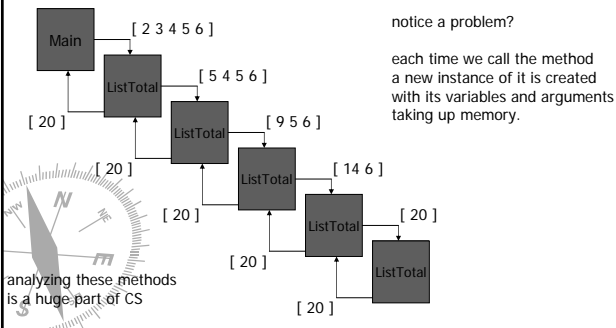 [ 2 3 4 5 6 ]
Main
[ 5 4 5 6 ]
ListTotal
[ 20 ]
[ 9 5 6 ]
ListTotal
[ 20 ]
[ 14 6 ]
ListTotal
[ 20 ]
[ 20 ]
ListTotal
[ 20 ]
ListTotal
[ 20 ]
notice a problem?
each time we call the method
a new instance of it is created
with its variables and arguments
taking up memory.
NW
N
NE
E
S
analyzing these methods
is a huge part of CS